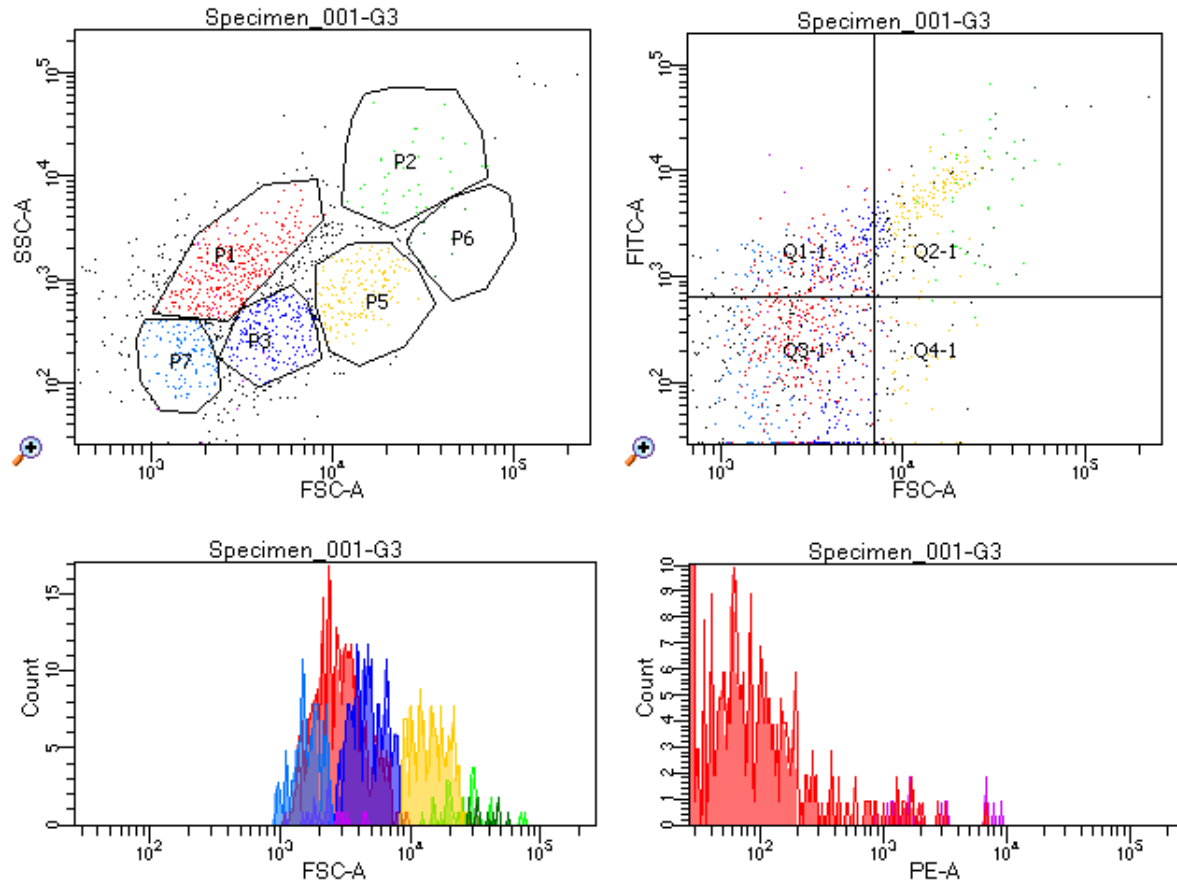 Specimen_001-G3
SSC-A
10⁵
10⁴
10³
10²
P1
P2
P3
P5
P6
P7
10³
10⁴
10⁵
FSC-A
Specimen_001-G3
FITC-A
10⁵
10⁴
10³
10²
Q1-1
Q2-1
Q3-1
Q4-1
10³
10⁴
10⁵
FSC-A
Specimen_001-G3
Count
15
10
5
0
10²
10³
10⁴
10⁵
FSC-A
Specimen_001-G3
Count
10
9
8
7
6
5
4
3
2
1
0
10²
10³
10⁴
PE-A